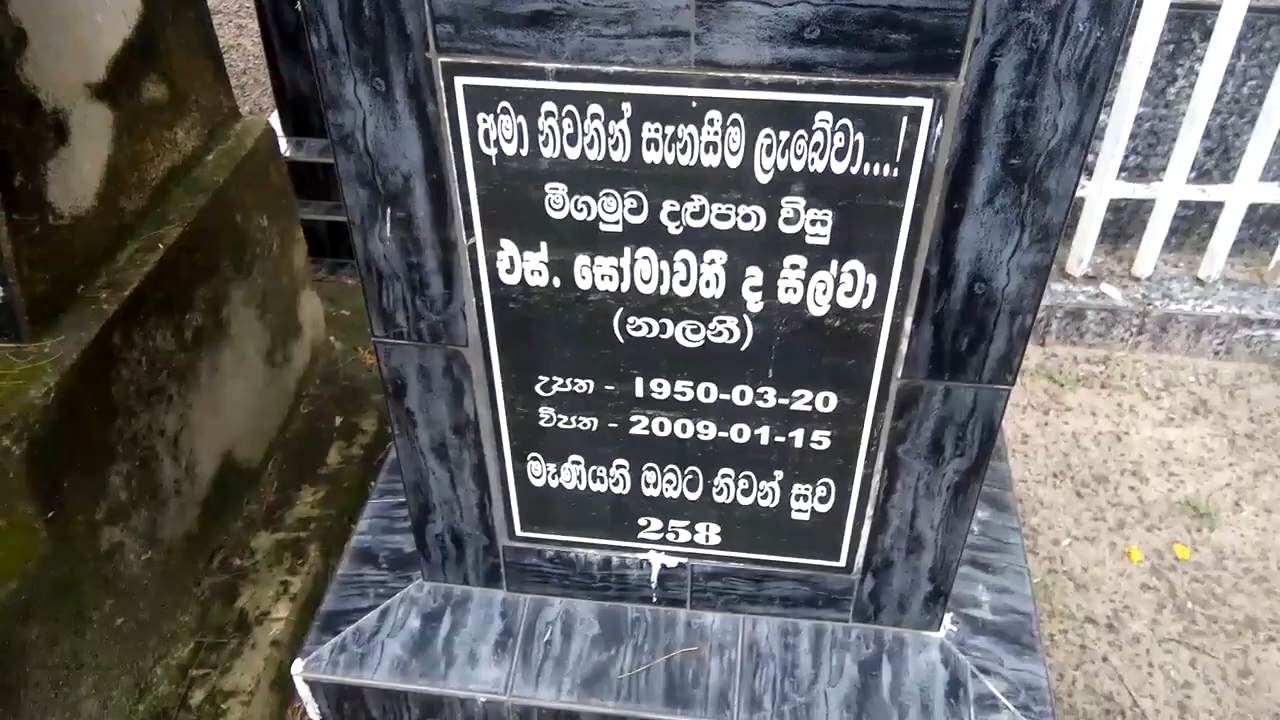 අමා නිවනින් සැනසීම ලැබේවා...!
මීගමුව දළුපත විසූ
එස්. සෝමාවතී ද සිල්වා
(නාලනී)
උපත - 1950-03-20
විපත - 2009-01-15
මෑණියනි ඔබට නිවන් සුව
258